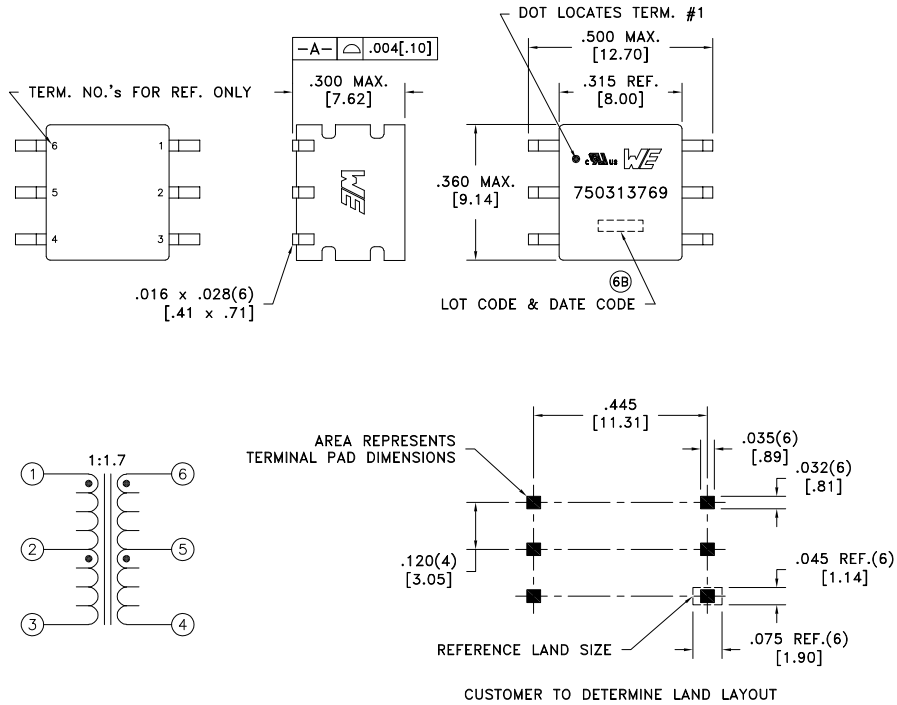 DOT LOCATES TERM. #1
-A- .004[.10]
.500 MAX.
[12.70]
.300 MAX.
[7.62]
.315 REF.
[8.00]
TERM. NO.'s FOR REF. ONLY
6 1
5 2
4 3
WE
c UR US WE
750313769
.360 MAX.
[9.14]
.016 x .028(6)
[.41 x .71]
6B
LOT CODE & DATE CODE
.445
[11.31]
AREA REPRESENTS
TERMINAL PAD DIMENSIONS
.035(6)
[.89]
.032(6)
[.81]
1:1.7
1 6
2 5
3 4
.120(4)
[3.05]
.045 REF.(6)
[1.14]
REFERENCE LAND SIZE
.075 REF.(6)
[1.90]
CUSTOMER TO DETERMINE LAND LAYOUT